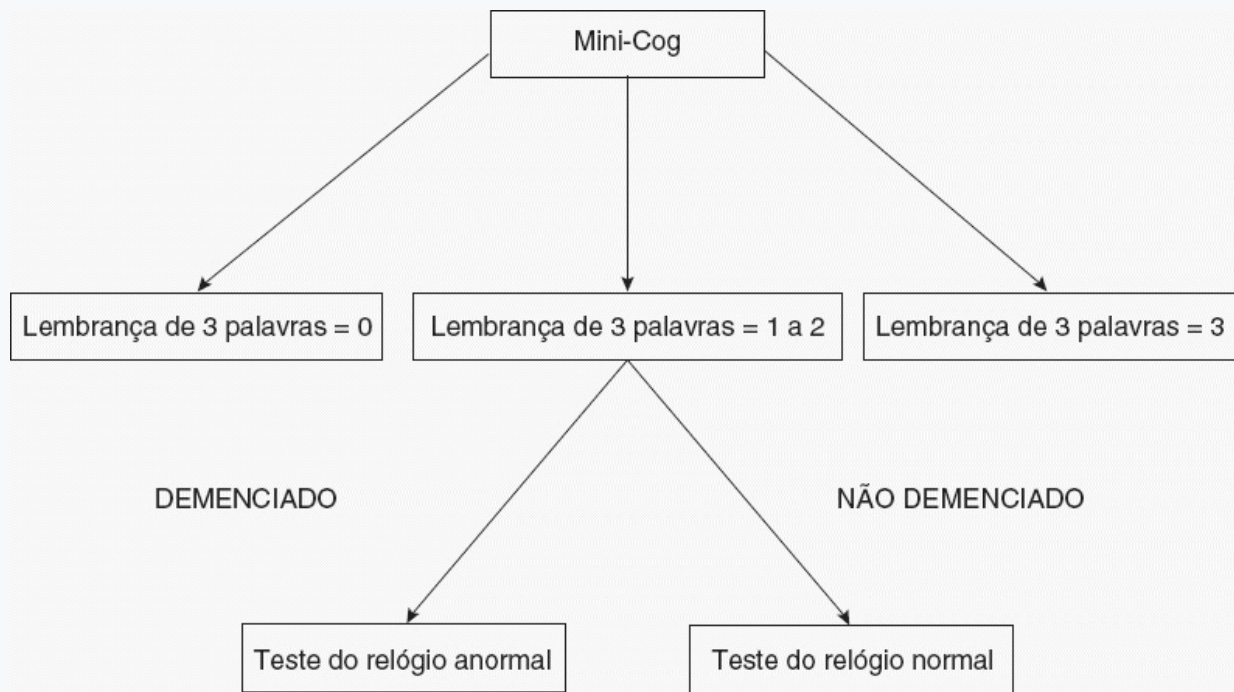 Mini-Cog
Lembrança de 3 palavras = 0
Lembrança de 3 palavras = 1 a 2
Lembrança de 3 palavras = 3
DEMENCIADO
NÃO DEMENCIADO
Teste do relógio anormal
Teste do relógio normal